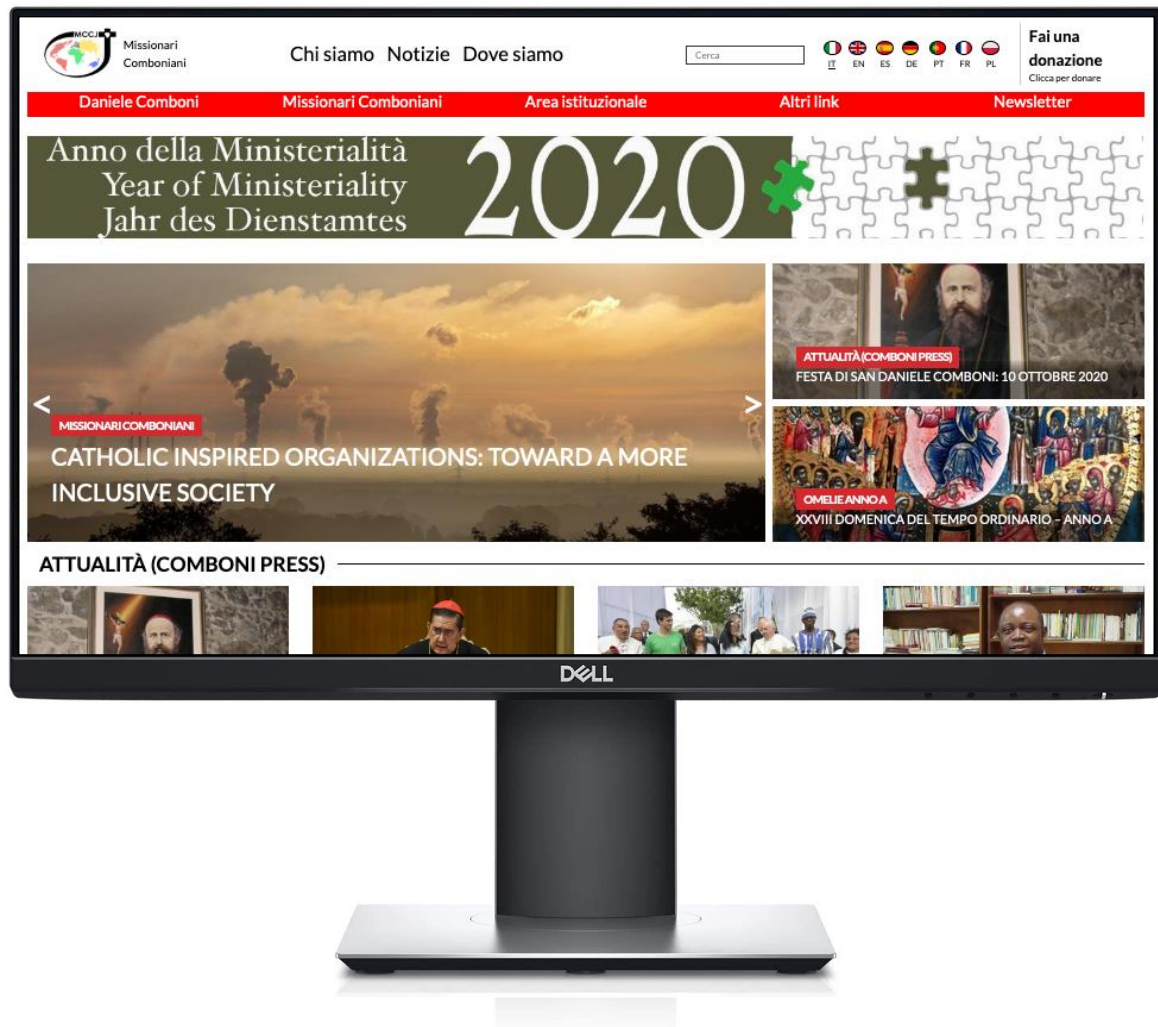 MCCJ
Missionari
Comboniani
Chi siamo Notizie Dove siamo
Cerca
IT EN ES DE PT FR PL
Fai una
donazione
Clicca per donare
Daniele Comboni Missionari Comboniani Area istituzionale Altri link Newsletter
Anno della Ministerialità
Year of Ministeriality
Jahr des Dienstamtes
2020
MISSIONARI COMBONIANI
CATHOLIC INSPIRED ORGANIZATIONS: TOWARD A MORE
INCLUSIVE SOCIETY
ATTUALITÀ (COMBONI PRESS)
FESTA DI SAN DANIELE COMBONI: 10 OTTOBRE 2020
OMELIE ANNO A
XXVIII DOMENICA DEL TEMPO ORDINARIO – ANNO A
ATTUALITÀ (COMBONI PRESS)
DELL